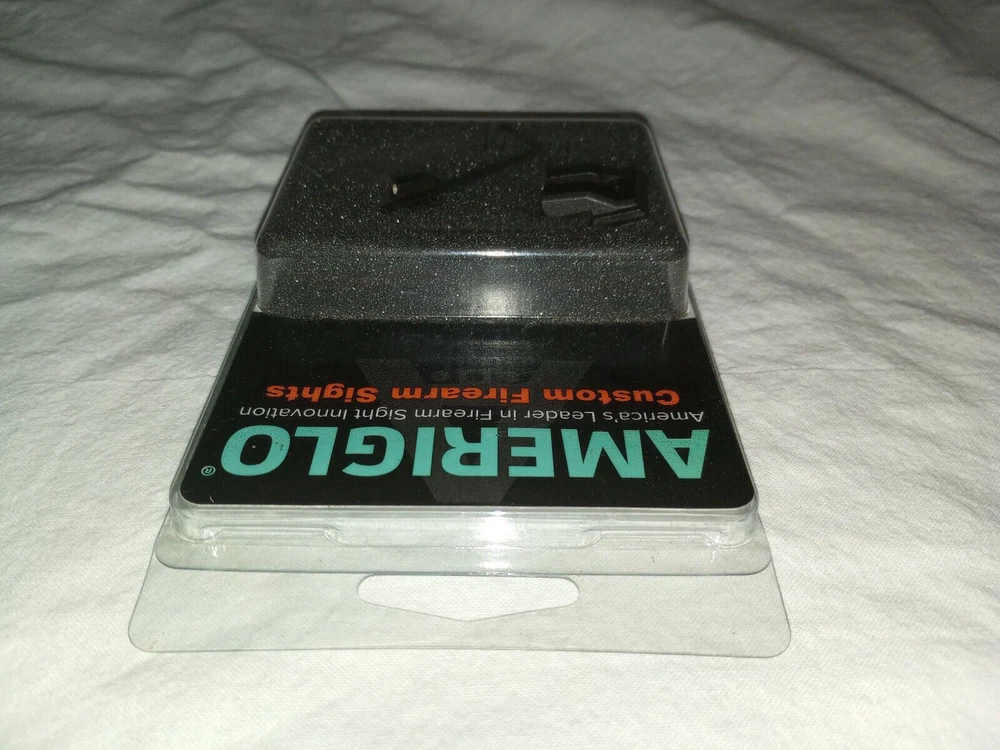 AMERIGLO®
America's Leader in Firearm Sight Innovation
Custom Firearm Sights